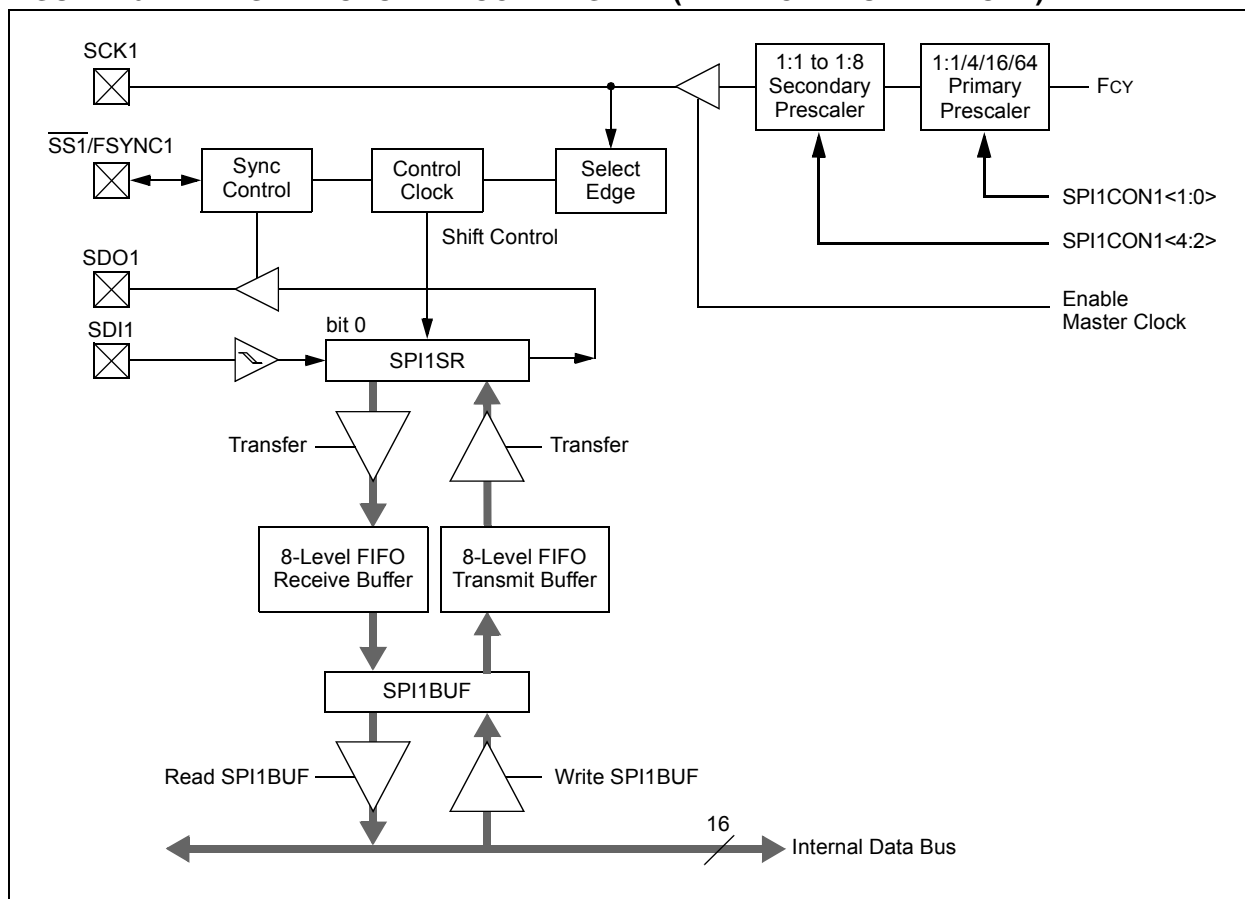 SCK1
1:1 to 1:8
Secondary
Prescaler
1:1/4/16/64
Primary
Prescaler
FCY
SS1/FSYNC1
Sync
Control
Control
Clock
Select
Edge
SPI1CON1<1:0>
Shift Control
SPI1CON1<4:2>
SDO1
Enable
Master Clock
bit 0
SDI1
SPI1SR
Transfer
Transfer
8-Level FIFO
Receive Buffer
8-Level FIFO
Transmit Buffer
SPI1BUF
Read SPI1BUF
Write SPI1BUF
16
Internal Data Bus